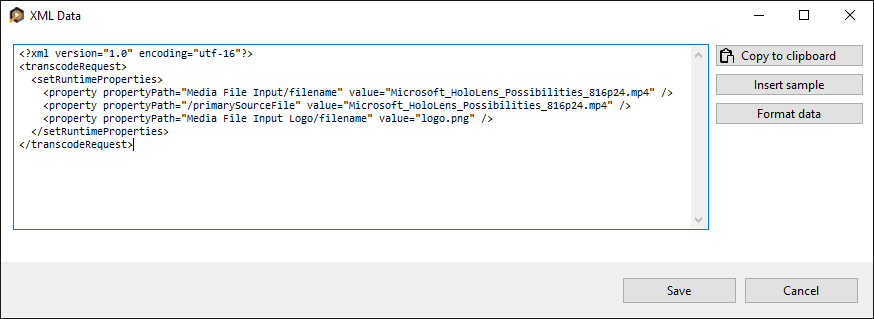 XML Data
<?xml version="1.0" encoding="utf-16"?>
<transcodeRequest>
  <setRuntimeProperties>
    <property propertyPath="Media File Input/filename" value="Microsoft_HoloLens_Possibilities_816p24.mp4" />
    <property propertyPath="/primarySourceFile" value="Microsoft_HoloLens_Possibilities_816p24.mp4" />
    <property propertyPath="Media File Input Logo/filename" value="logo.png" />
  </setRuntimeProperties>
</transcodeRequest>
Copy to clipboard
Insert sample
Format data
Save
Cancel